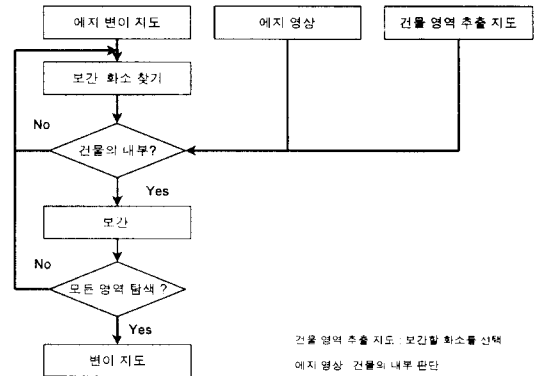 에지 변이 지도
에지 영상
건물 영역 추출 지도
보간 화소 찾기
No
건물의 내부?
Yes
보간
No
모든 영역 탐색 ?
Yes
변이 지도
건물 영역 추출 지도 : 보간할 화소를 선택
에지 영상 : 건물의 내부 판단